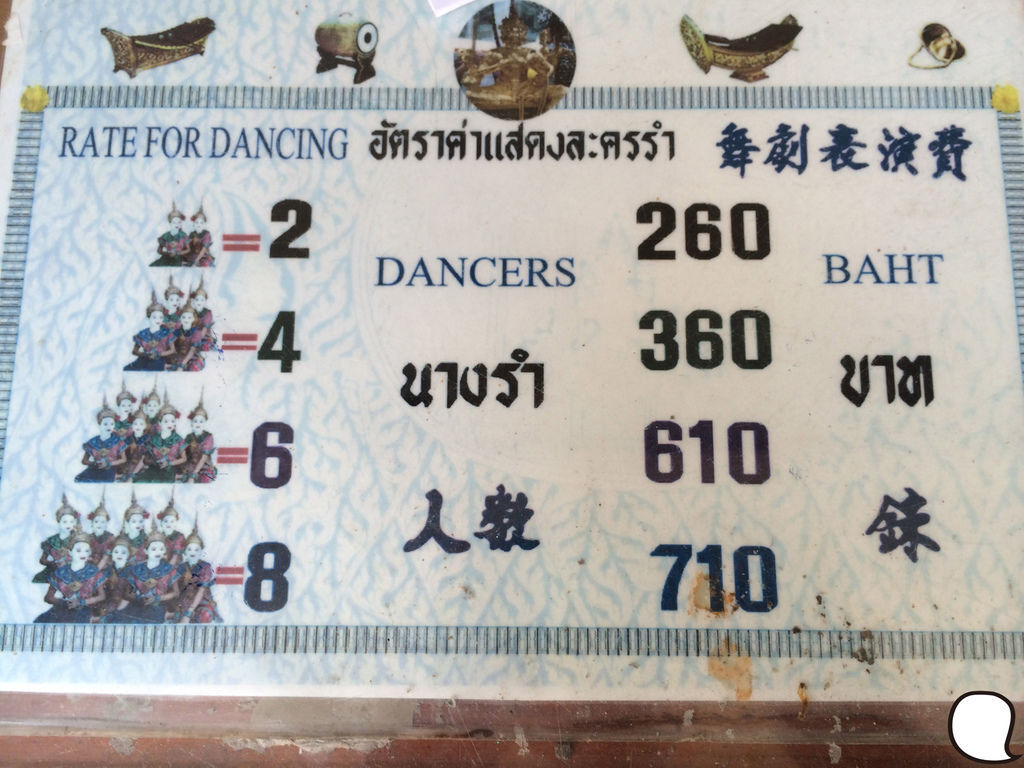 RATE FOR DANCING อัตราค่าแสดงละครรำ 舞劇表演費
= 2 260
DANCERS BAHT
= 4 360
นางรำ บาท
= 6 610
人数 銖
= 8 710